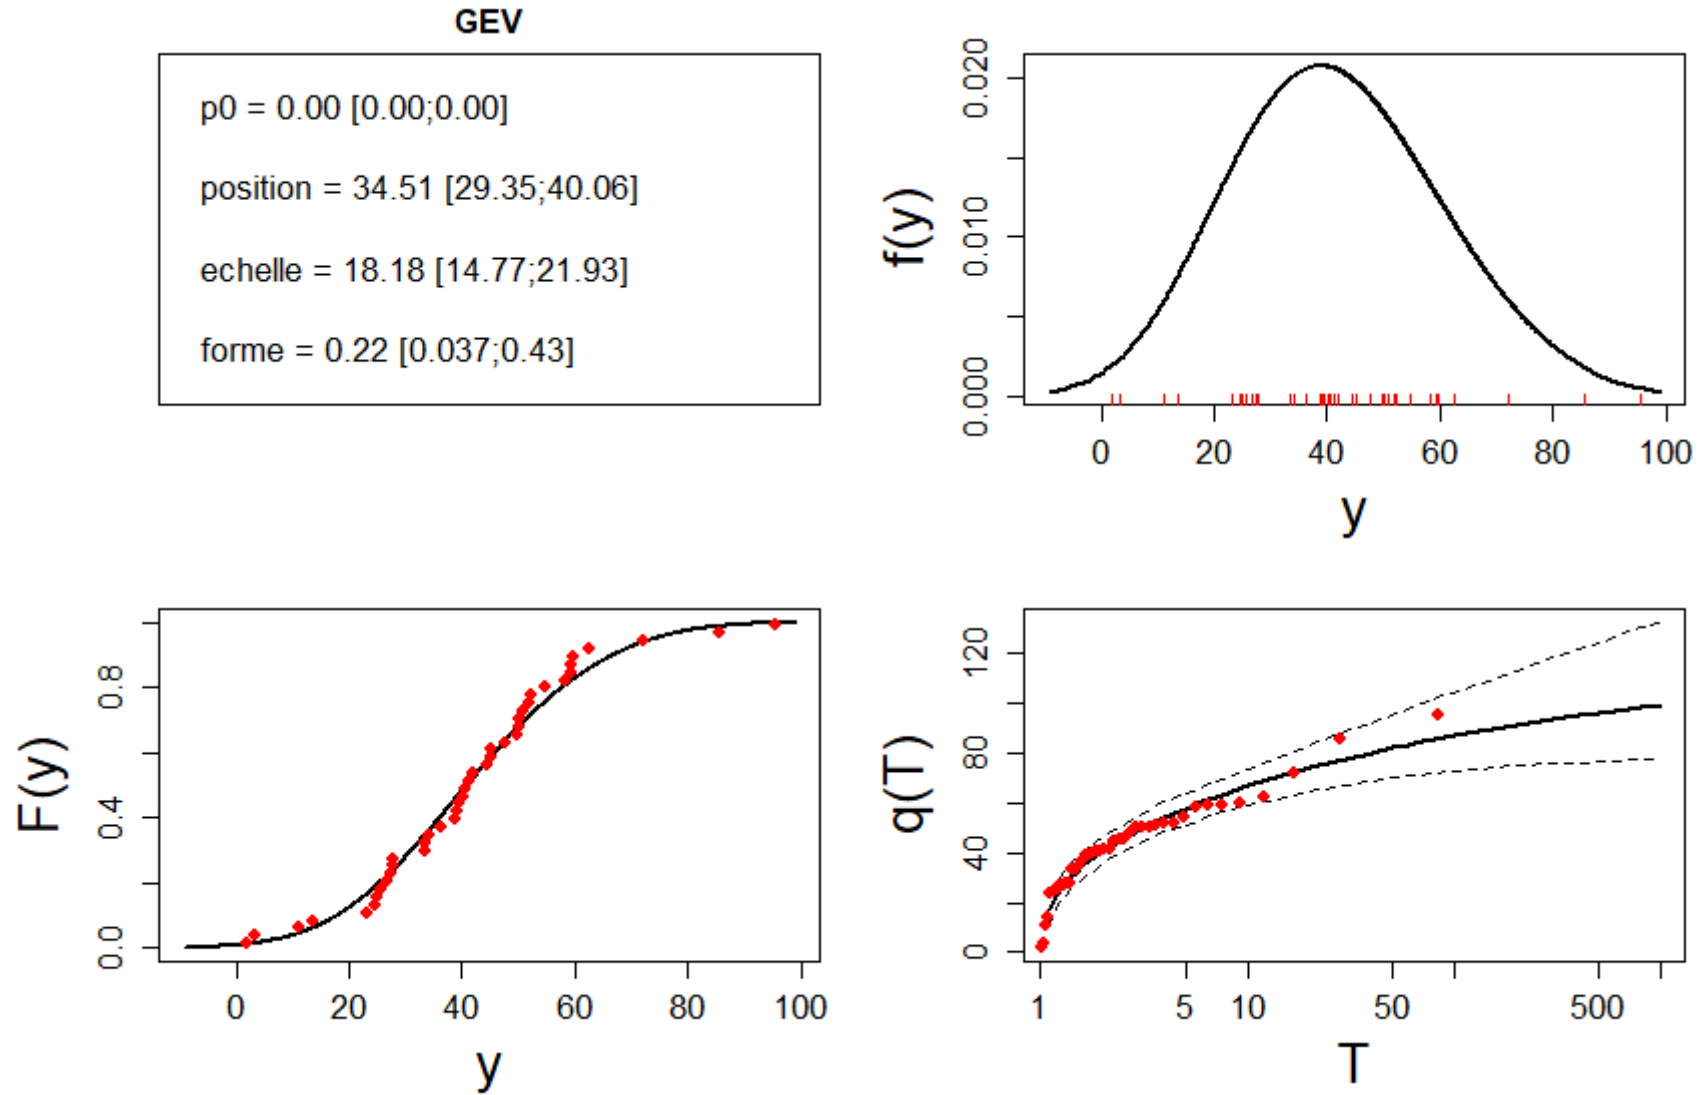 GEV
p0 = 0.00 [0.00;0.00]
position = 34.51 [29.35;40.06]
echelle = 18.18 [14.77;21.93]
forme = 0.22 [0.037;0.43]
f(y)
0.000 0.010 0.020
0 20 40 60 80 100
y
F(y)
0.0 0.4 0.8
0 20 40 60 80 100
y
q(T)
0 40 80 120
1 5 10 50 500
T